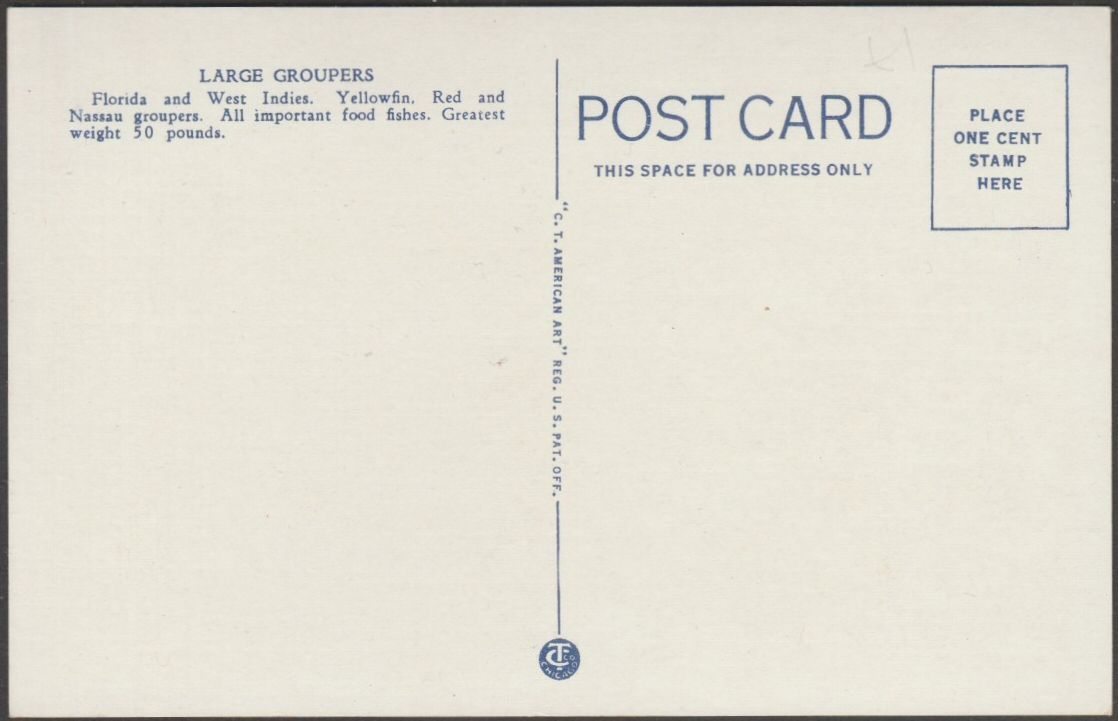 LARGE GROUPERS
Florida and West Indies. Yellowfin, Red and
Nassau groupers. All important food fishes. Greatest
weight 50 pounds.
POST CARD
THIS SPACE FOR ADDRESS ONLY
PLACE
ONE CENT
STAMP
HERE
"C. T. AMERICAN ART" REG. U. S. PAT. OFF.
C T CO
CHICAGO